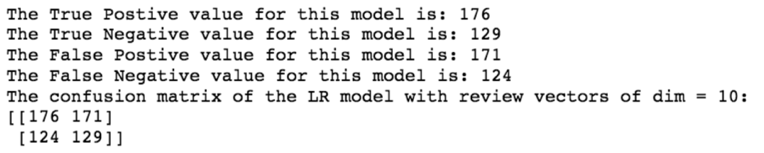 The True Postive value for this model is: 176
The True Negative value for this model is: 129
The False Postive value for this model is: 171
The False Negative value for this model is: 124
The confusion matrix of the LR model with review vectors of dim = 10:
[[176 171]
 [124 129]]